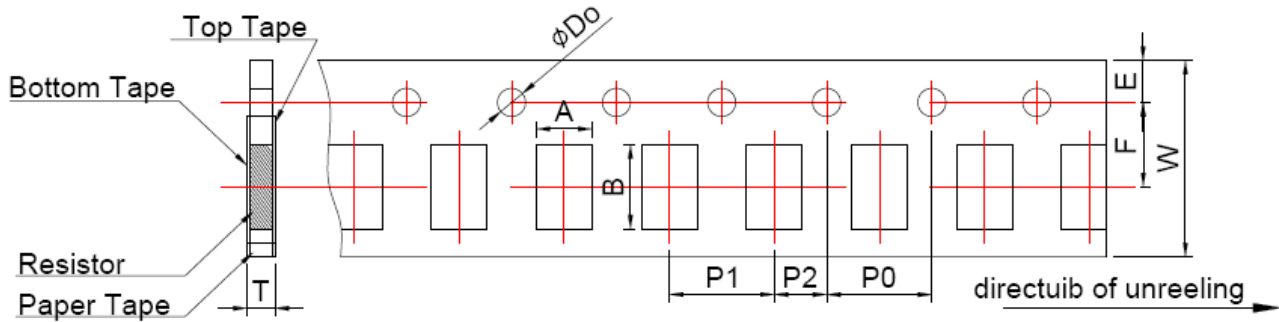 Top Tape
ϕDo
Bottom Tape
E
A
F
W
B
Resistor
P1
P2
P0
directuib of unreeling
Paper Tape
T